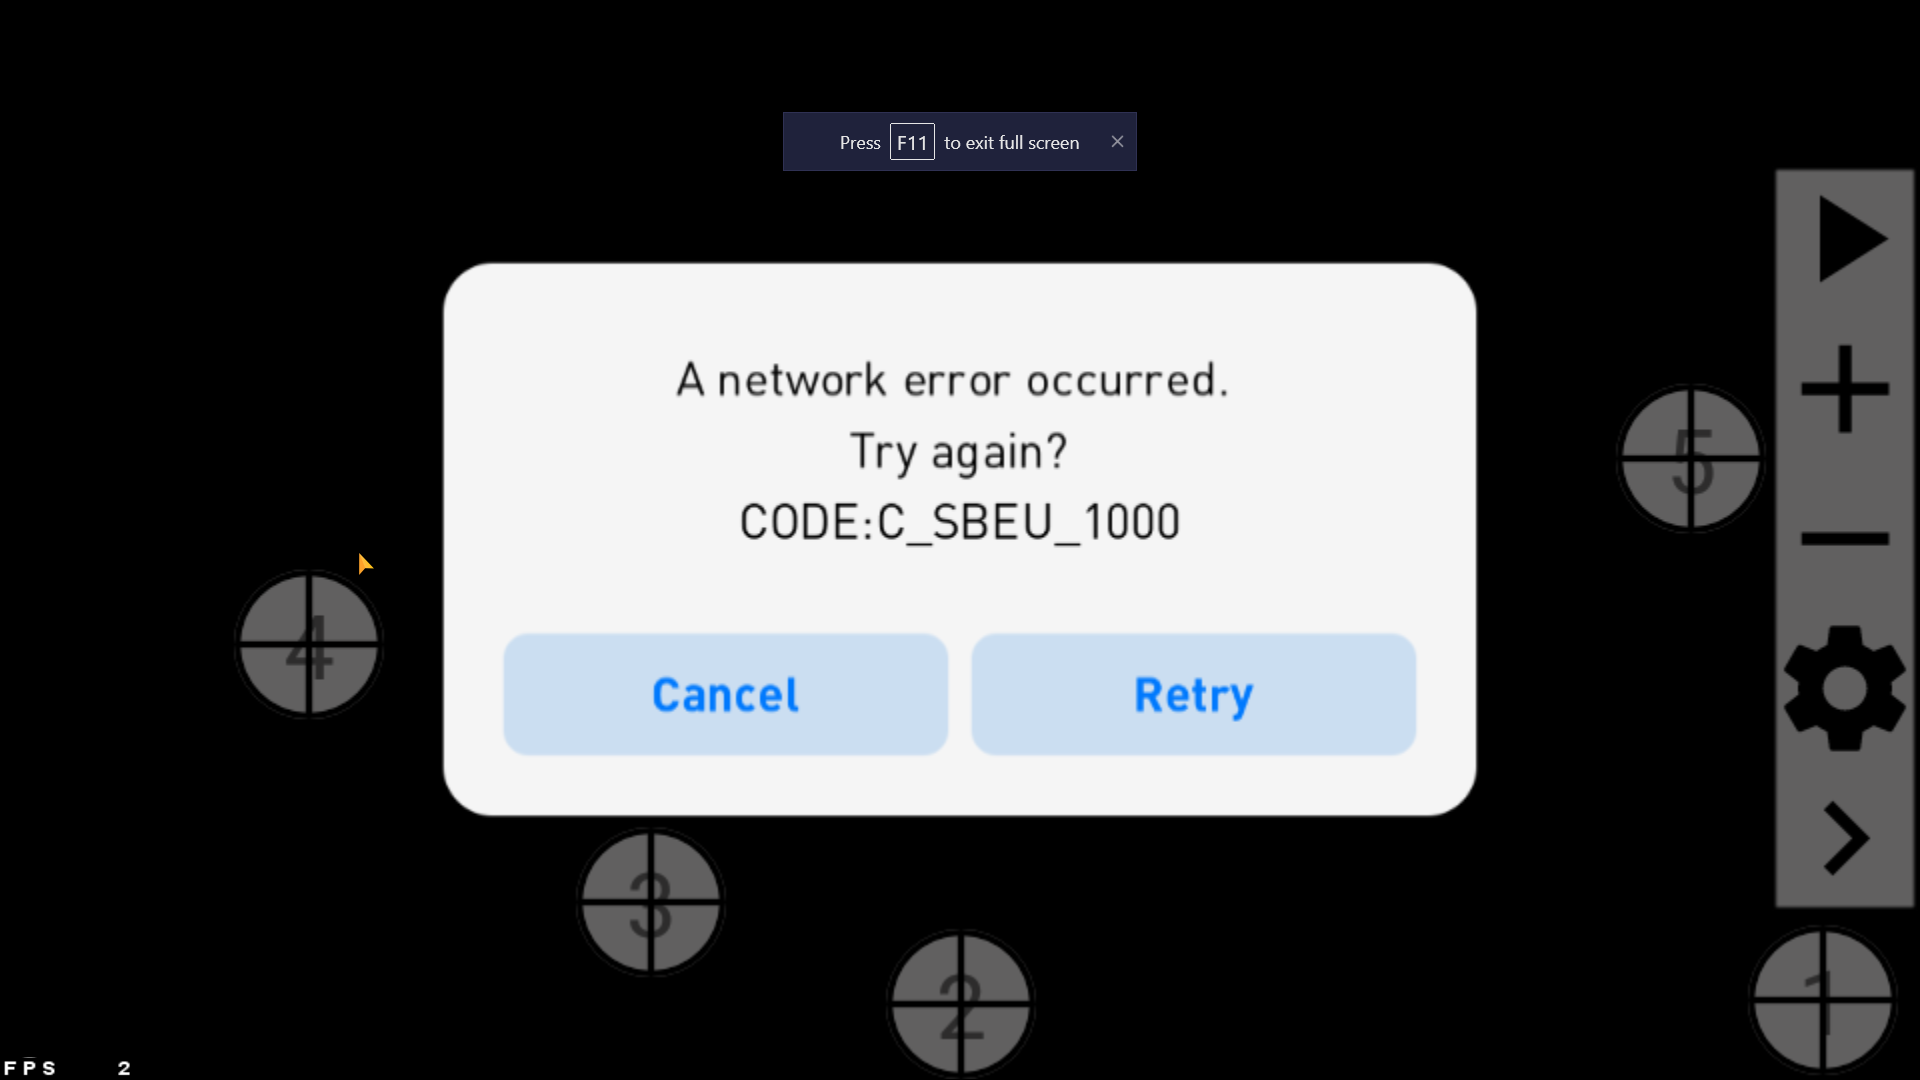 Press F11 to exit full screen
A network error occurred.
Try again?
CODE:C_SBEU_1000
Cancel Retry
5
4
3
2
1
FPS 2